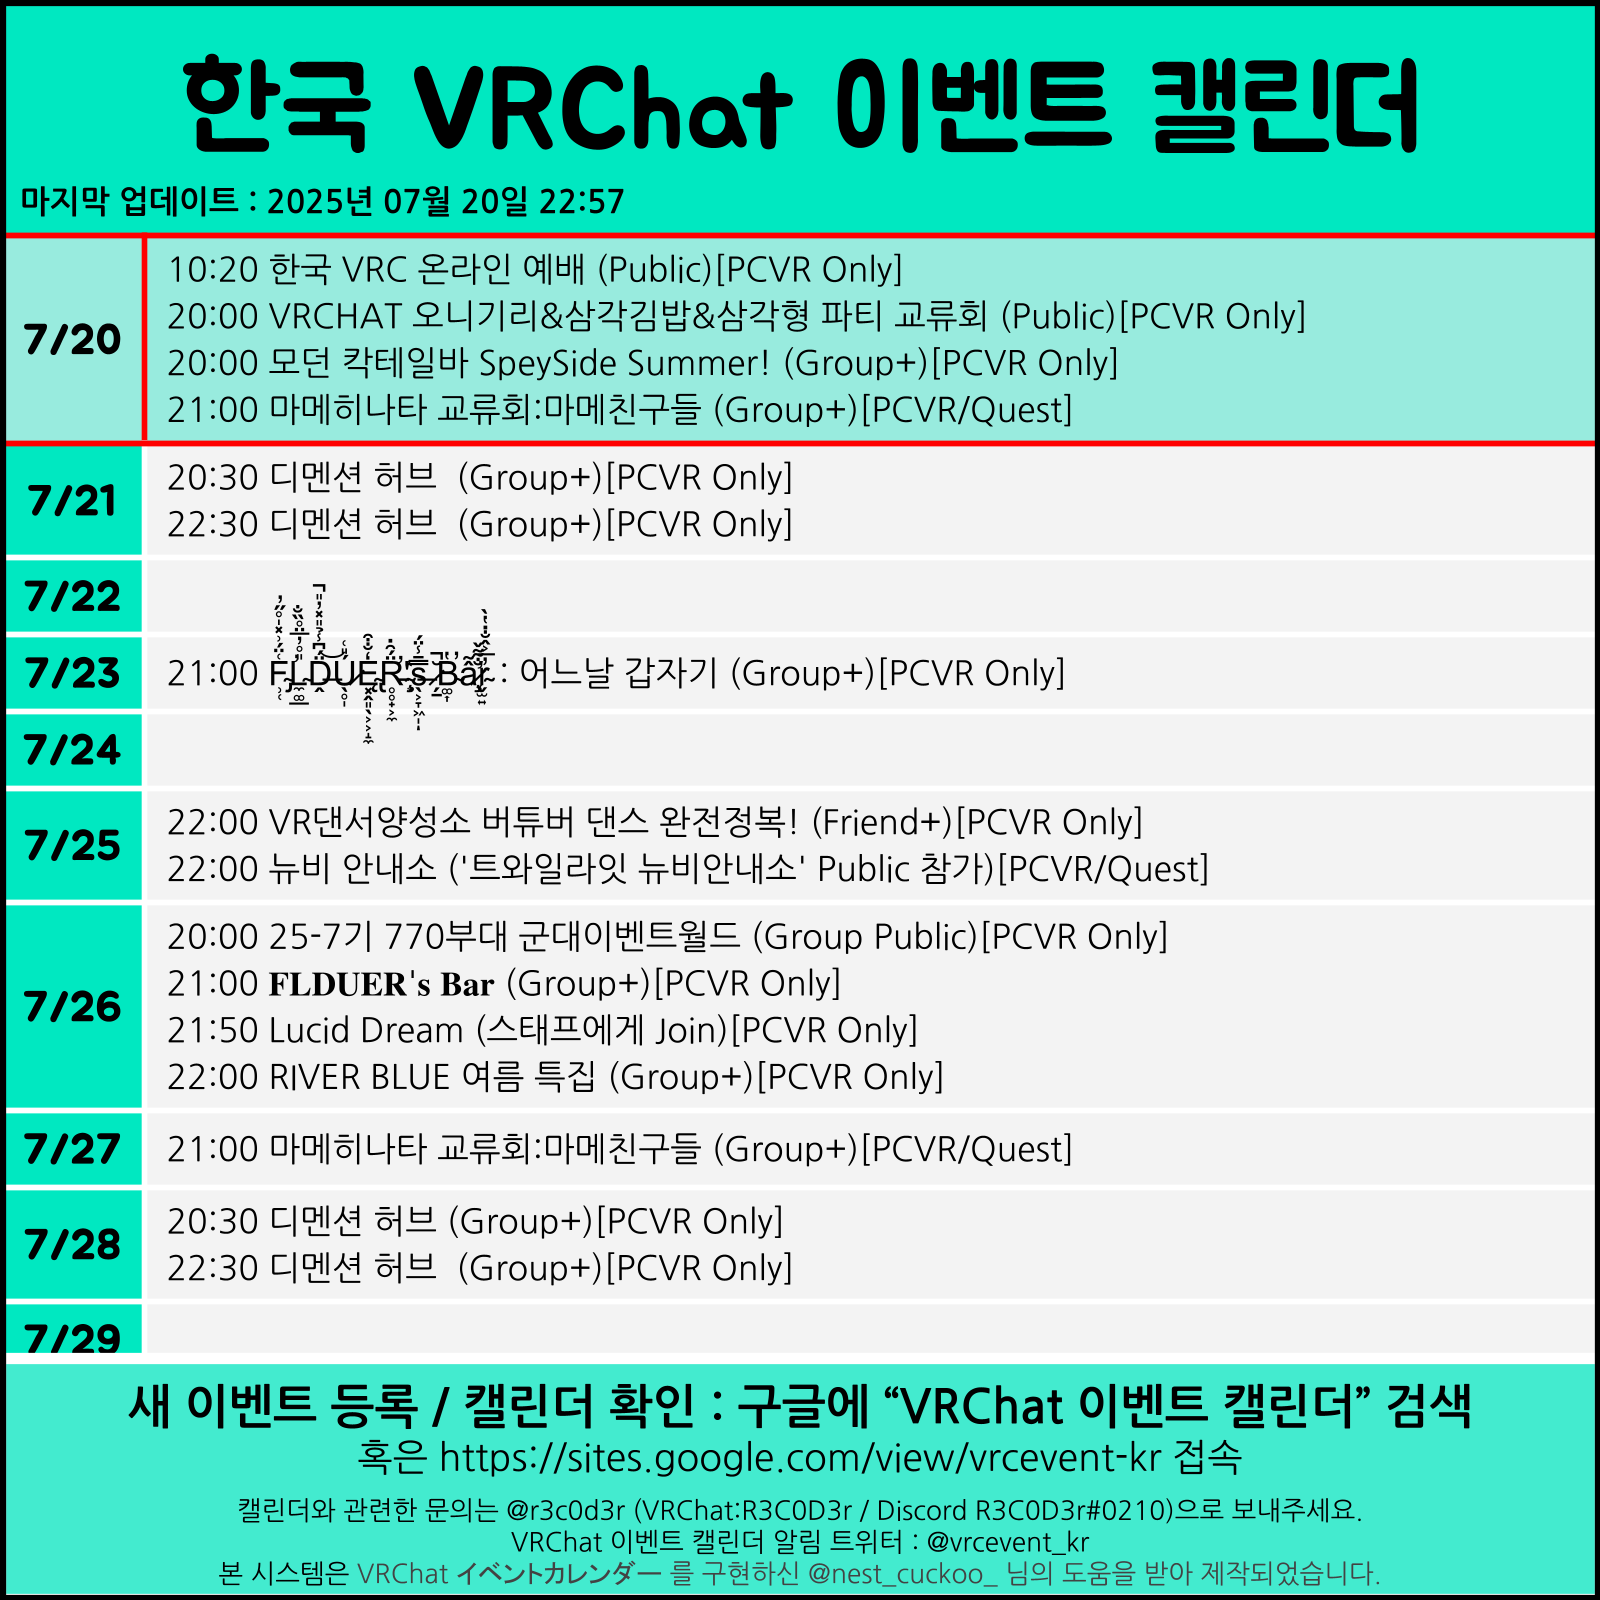 한국 VRChat 이벤트 캘린더
마지막 업데이트 : 2025년 07월 20일 22:57
7/20
10:20 한국 VRC 온라인 예배 (Public)[PCVR Only]
20:00 VRCHAT 오니기리&삼각김밥&삼각형 파티 교류회 (Public)[PCVR Only]
20:00 모던 칵테일바 SpeySide Summer! (Group+)[PCVR Only]
21:00 마메히나타 교류회:마메친구들 (Group+)[PCVR/Quest]
7/21
20:30 디멘션 허브 (Group+)[PCVR Only]
22:30 디멘션 허브 (Group+)[PCVR Only]
7/22
7/23
21:00 FLDUER's Bar : 어느날 갑자기 (Group+)[PCVR Only]
7/24
7/25
22:00 VR댄서양성소 버튜버 댄스 완전정복! (Friend+)[PCVR Only]
22:00 뉴비 안내소 ('트와일라잇 뉴비안내소' Public 참가)[PCVR/Quest]
7/26
20:00 25-7기 770부대 군대이벤트월드 (Group Public)[PCVR Only]
21:00 FLDUER's Bar (Group+)[PCVR Only]
21:50 Lucid Dream (스태프에게 Join)[PCVR Only]
22:00 RIVER BLUE 여름 특집 (Group+)[PCVR Only]
7/27
21:00 마메히나타 교류회:마메친구들 (Group+)[PCVR/Quest]
7/28
20:30 디멘션 허브 (Group+)[PCVR Only]
22:30 디멘션 허브 (Group+)[PCVR Only]
7/29
새 이벤트 등록 / 캘린더 확인 : 구글에 “VRChat 이벤트 캘린더” 검색
혹은 https://sites.google.com/view/vrcevent-kr 접속
캘린더와 관련한 문의는 @r3c0d3r (VRChat:R3C0D3r / Discord R3C0D3r#0210)으로 보내주세요.
VRChat 이벤트 캘린더 알림 트위터 : @vrcevent_kr
본 시스템은 VRChat イベントカレンダー 를 구현하신 @nest_cuckoo_ 님의 도움을 받아 제작되었습니다.